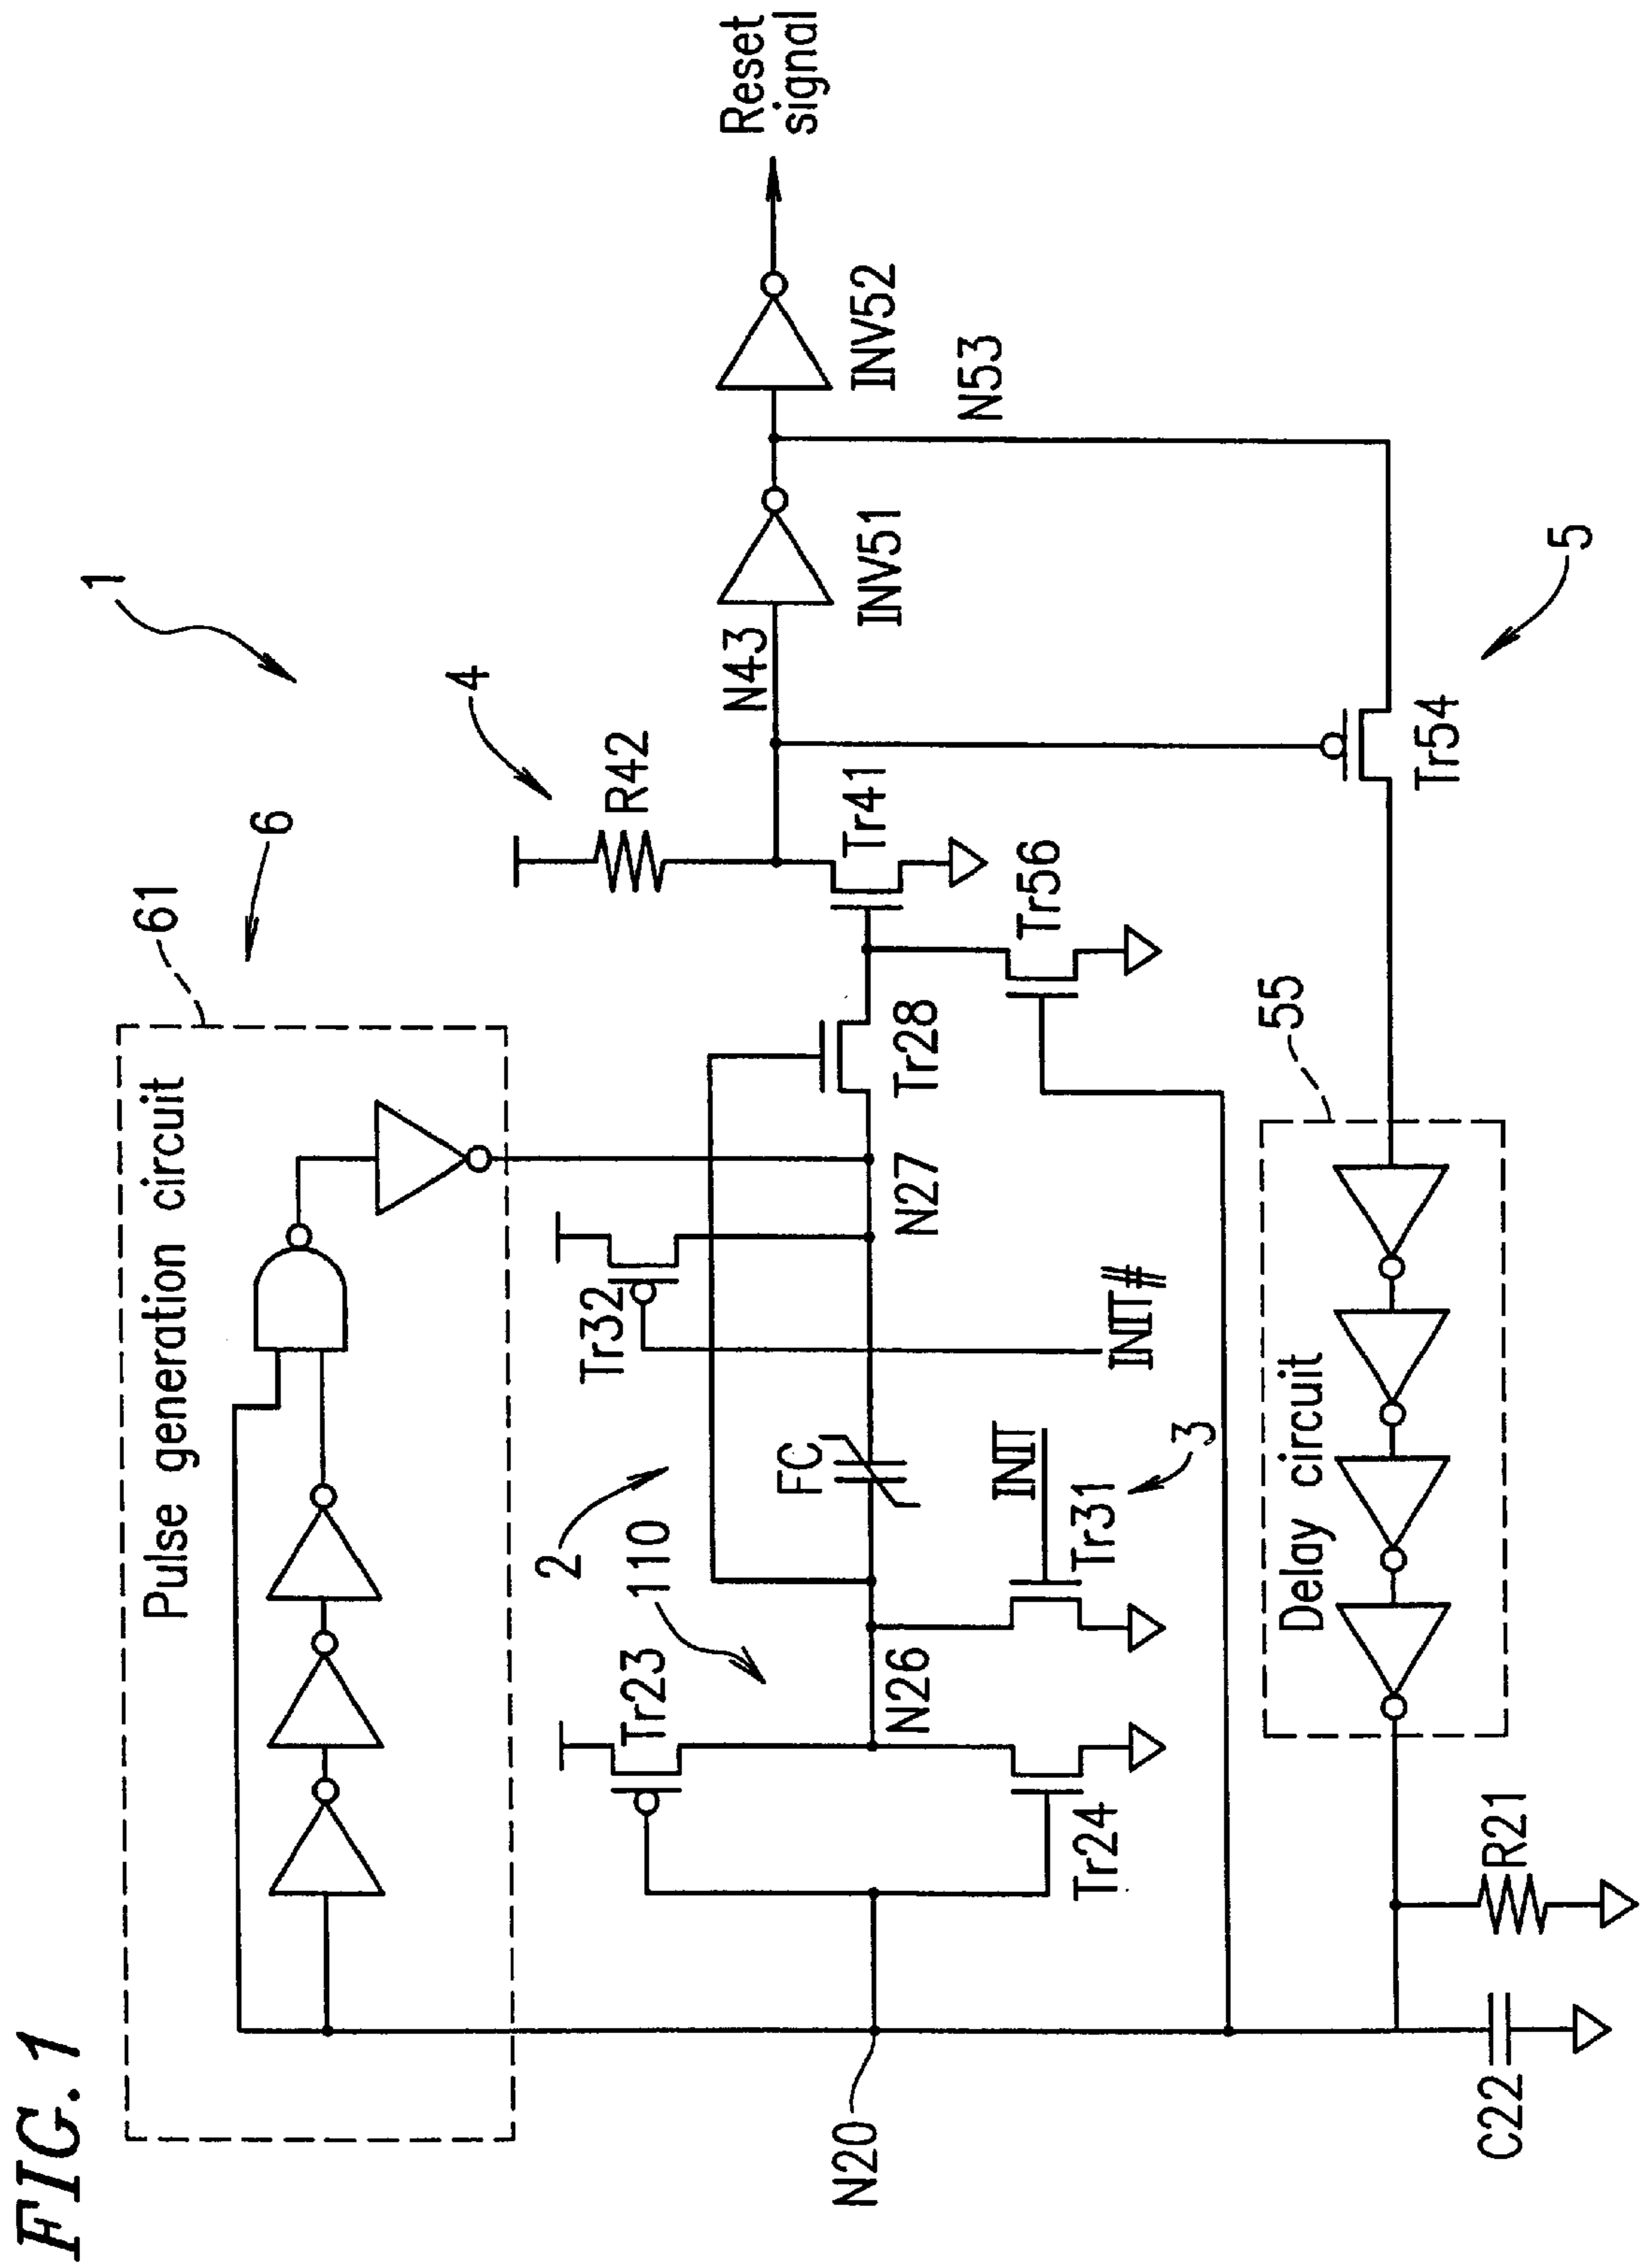 FIG. 1
1
6
61
Pulse generation circuit
4
R42
N43
INV51
INV52
Reset
signal
N53
Tr41
Tr56
Tr28
N27
Tr32
INIT#
2
110
FC
INIT
Tr31
3
Tr23
N26
Tr24
N20
5
Tr54
55
Delay circuit
R21
C22